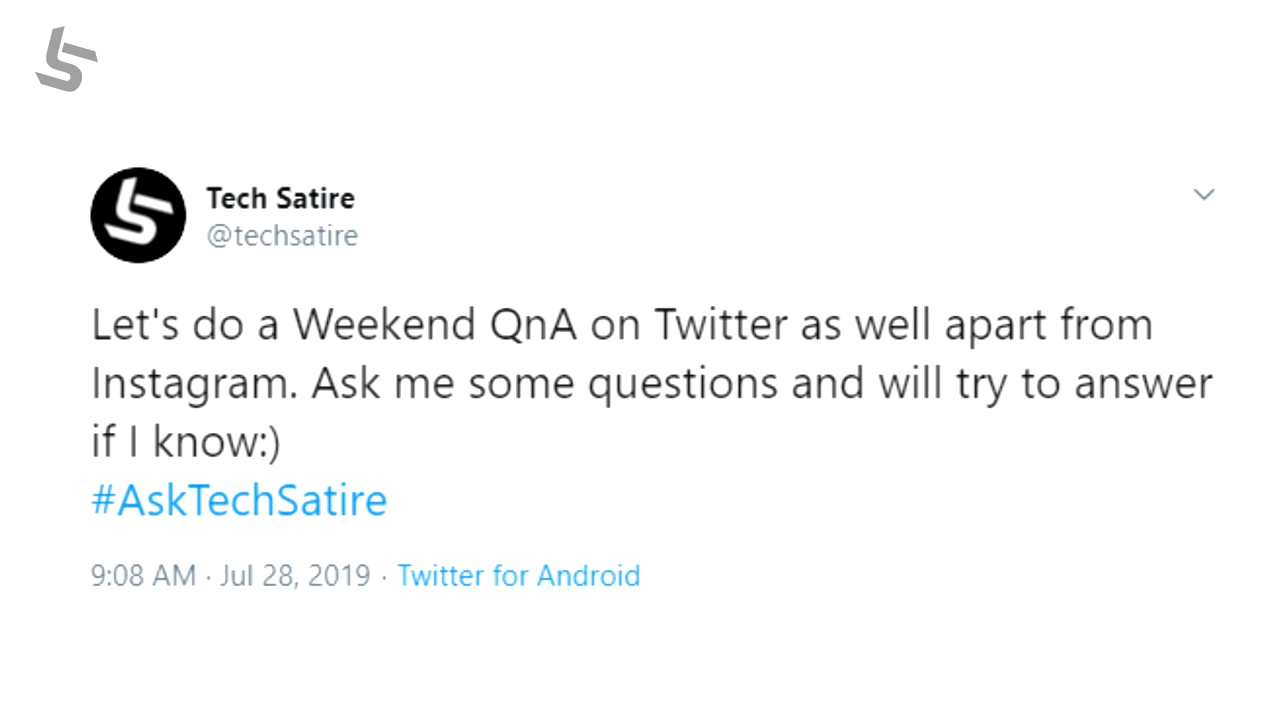 Tech Satire
@techsatire
Let's do a Weekend QnA on Twitter as well apart from
Instagram. Ask me some questions and will try to answer
if I know:)
#AskTechSatire
9:08 AM · Jul 28, 2019 · Twitter for Android